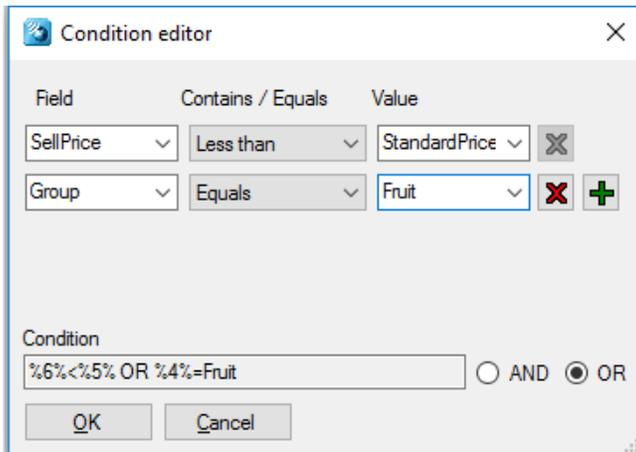 Condition editor
Field Contains / Equals Value
SellPrice Less than StandardPrice
Group Equals Fruit
Condition
%6%<%5% OR %4%=Fruit AND OR
OK Cancel